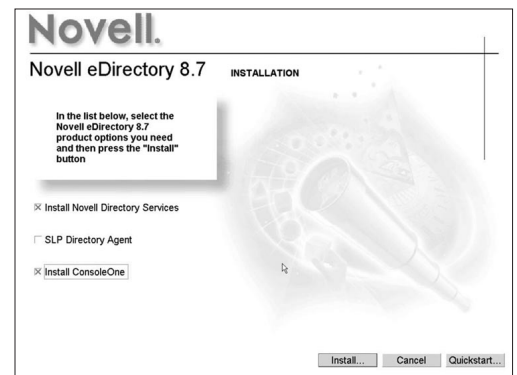 Novell.
Novell eDirectory 8.7 INSTALLATION
In the list below, select the
Novell eDirectory 8.7
product options you need
and then press the "Install"
button
Install Novell Directory Services
SLP Directory Agent
Install ConsoleOne
Install... Cancel Quickstart...